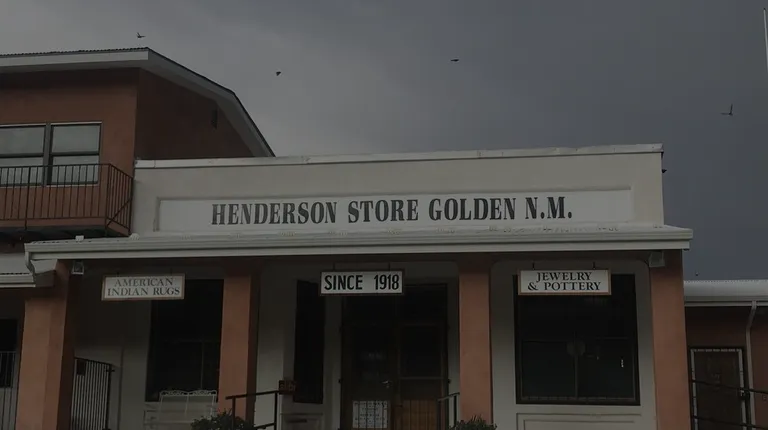 HENDERSON STORE GOLDEN N.M.
AMERICAN
INDIAN RUGS
SINCE 1918
JEWELRY
& POTTERY